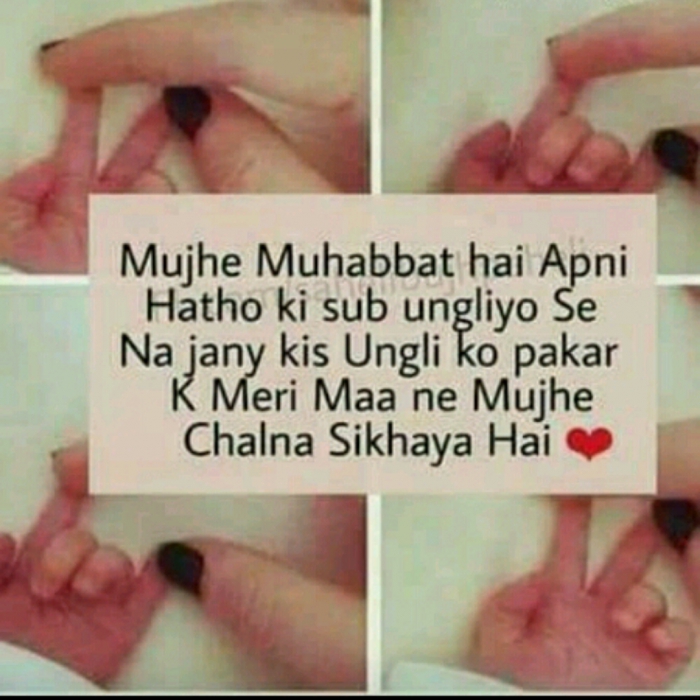 Mujhe Muhabbat hai Apni
Hatho ki sub ungliyo Se
Na jany kis Ungli ko pakar
K Meri Maa ne Mujhe
Chalna Sikhaya Hai ❤